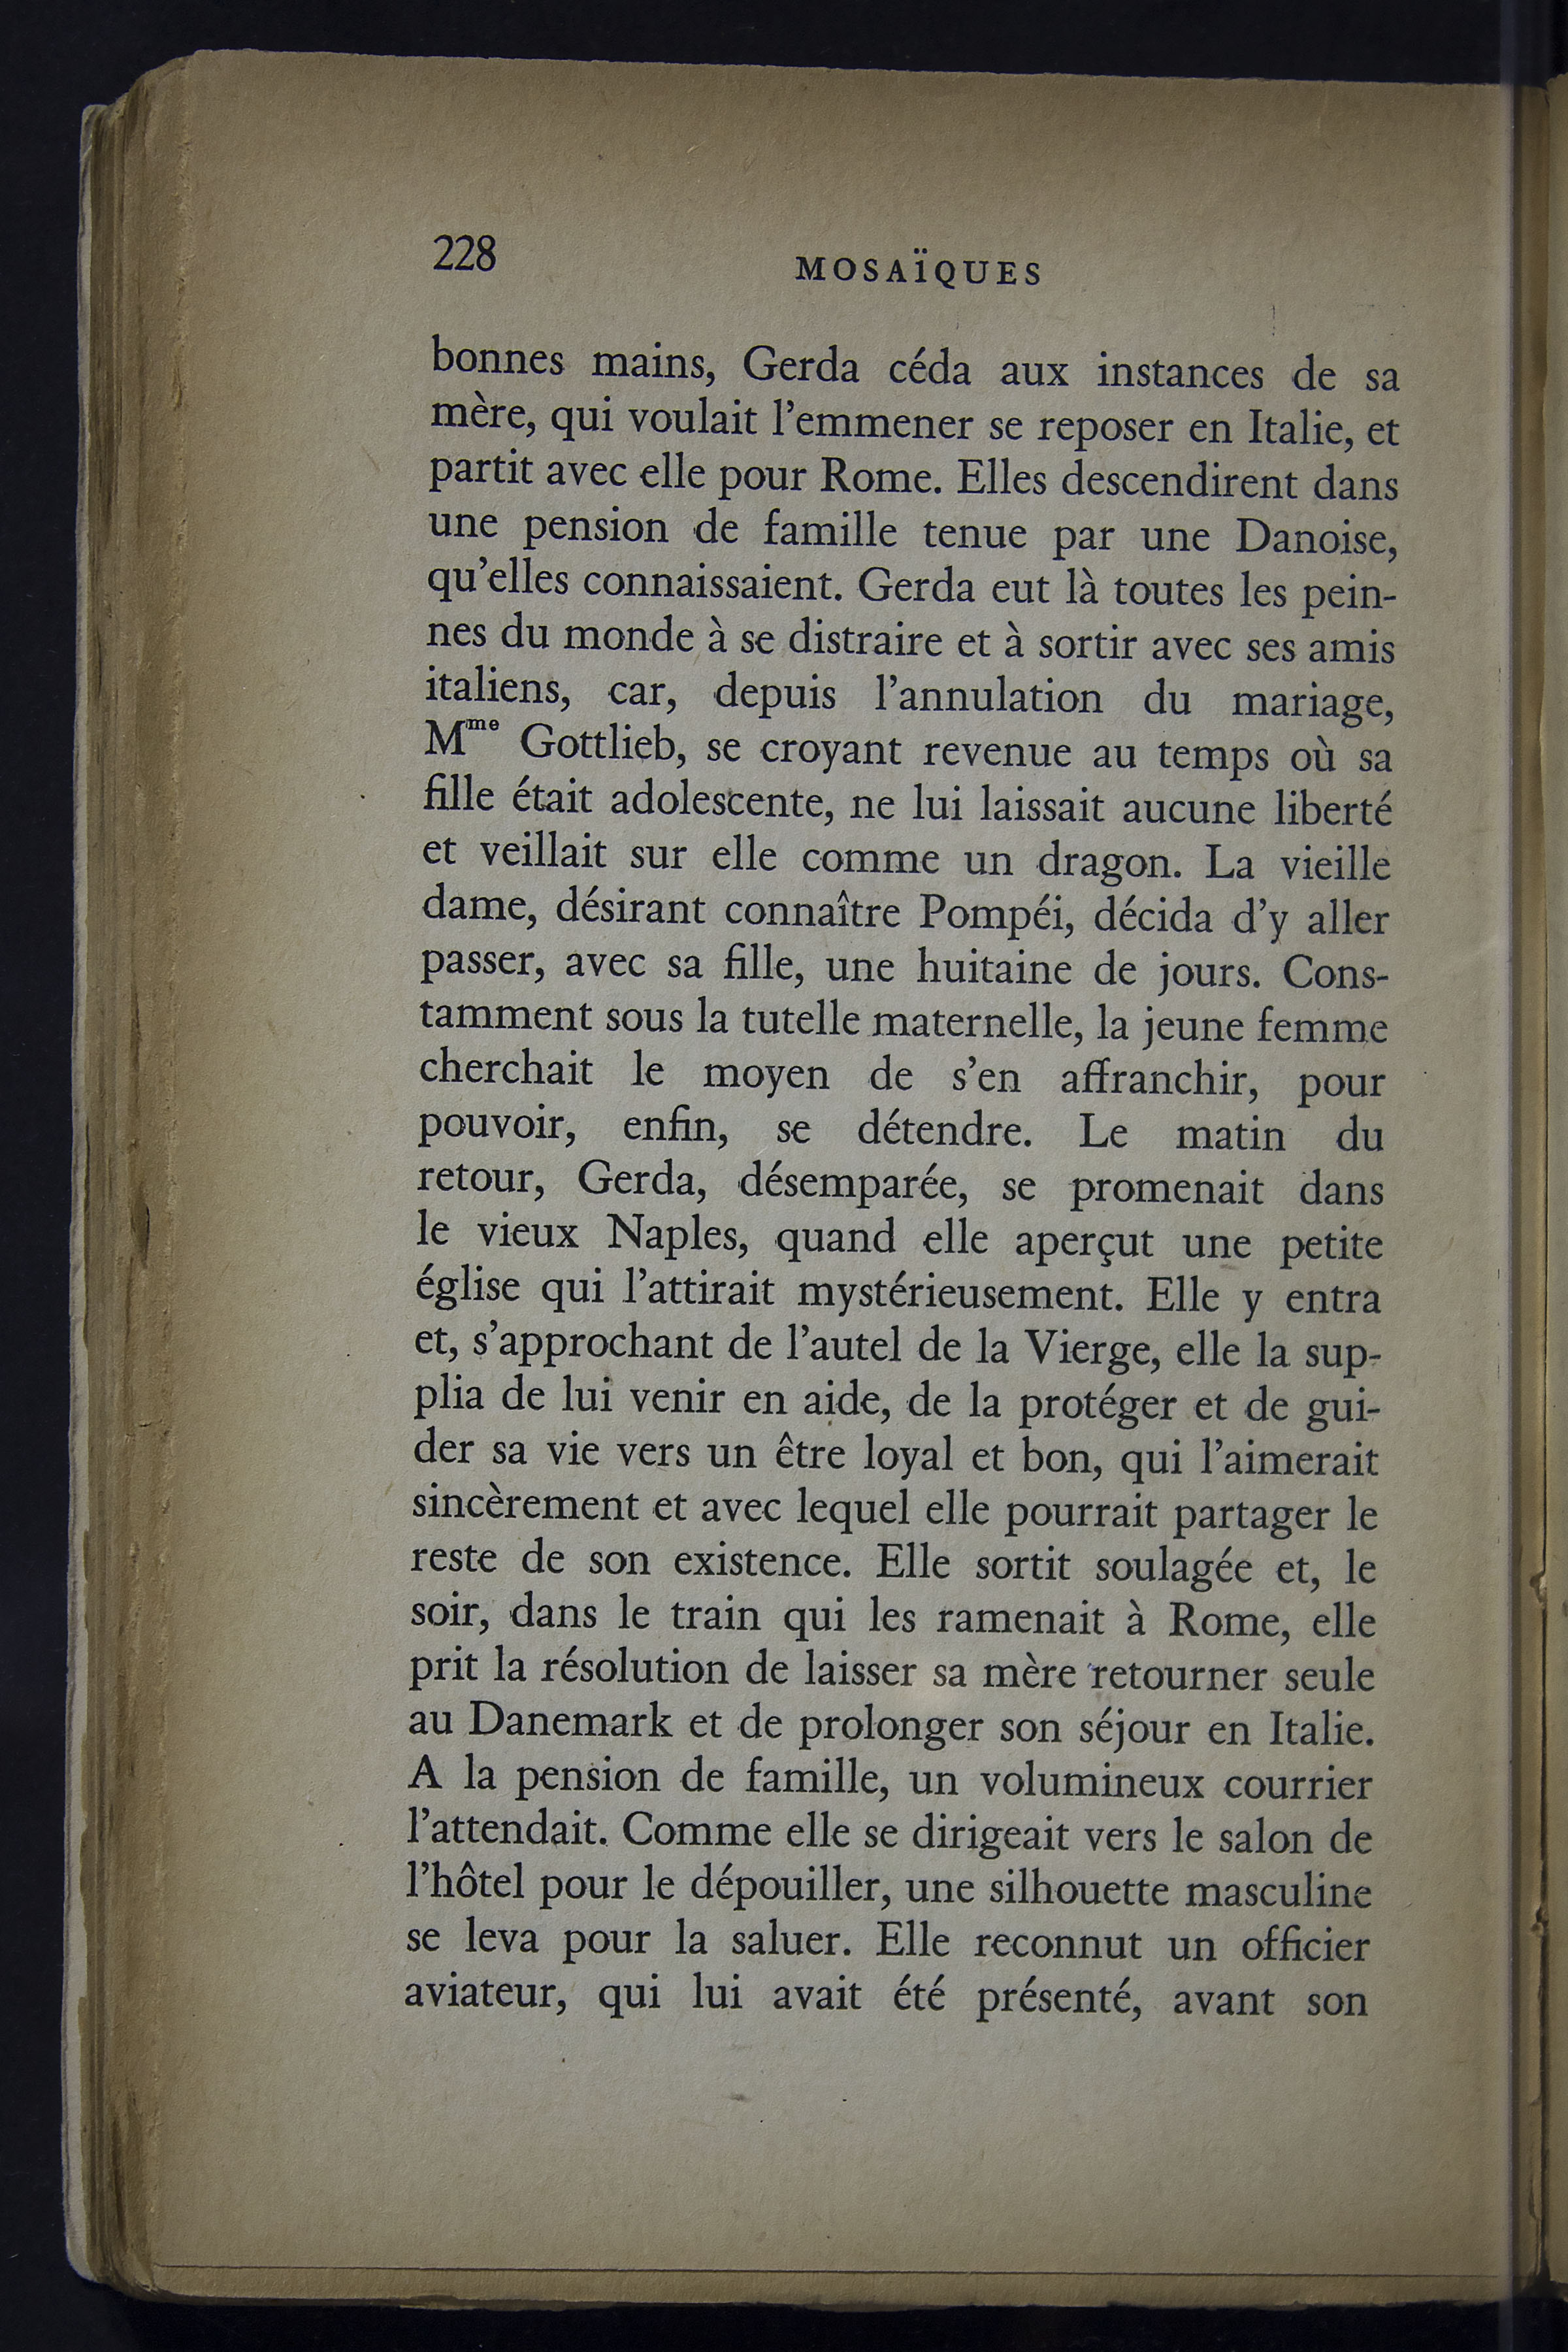 228
MOSAÏQUES
bonnes mains, Gerda céda aux instances de sa
mère, qui voulait l'emmener se reposer en Italie, et
partit avec elle pour Rome. Elles descendirent dans
une pension de famille tenue par une Danoise,
qu'elles connaissaient. Gerda eut là toutes les pein-
nes du monde à se distraire et à sortir avec ses amis
italiens, car, depuis l'annulation du mariage,
Mme Gottlieb, se croyant revenue au temps où sa
fille était adolescente, ne lui laissait aucune liberté
et veillait sur elle comme un dragon. La vieille
dame, désirant connaître Pompéi, décida d'y aller
passer, avec sa fille, une huitaine de jours. Cons-
tamment sous la tutelle maternelle, la jeune femme
cherchait le moyen de s'en affranchir, pour
pouvoir, enfin, se détendre. Le matin du
retour, Gerda, désemparée, se promenait dans
le vieux Naples, quand elle aperçut une petite
église qui l'attirait mystérieusement. Elle y entra
et, s'approchant de l'autel de la Vierge, elle la sup-
plia de lui venir en aide, de la protéger et de gui-
der sa vie vers un être loyal et bon, qui l'aimerait
sincèrement et avec lequel elle pourrait partager le
reste de son existence. Elle sortit soulagée et, le
soir, dans le train qui les ramenait à Rome, elle
prit la résolution de laisser sa mère retourner seule
au Danemark et de prolonger son séjour en Italie.
A la pension de famille, un volumineux courrier
l'attendait. Comme elle se dirigeait vers le salon de
l'hôtel pour le dépouiller, une silhouette masculine
se leva pour la saluer. Elle reconnut un officier
aviateur, qui lui avait été présenté, avant son